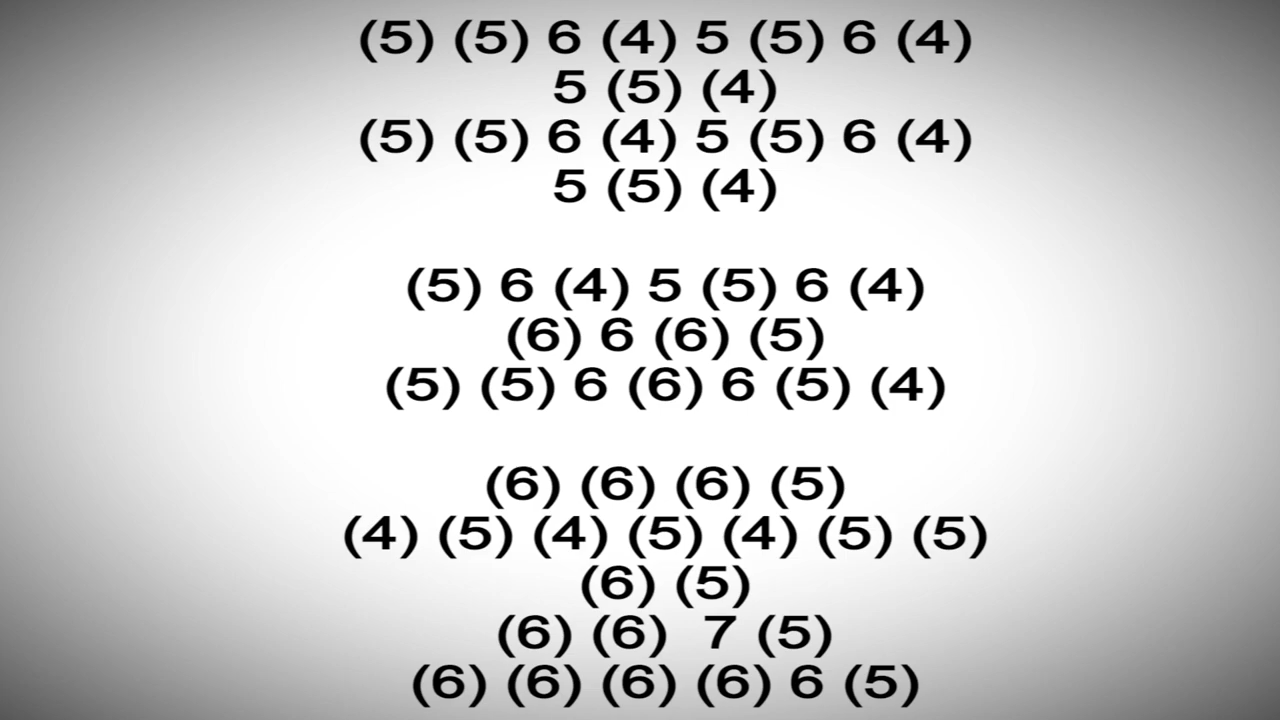 (5) (5) 6 (4) 5 (5) 6 (4)
5 (5) (4)
(5) (5) 6 (4) 5 (5) 6 (4)
5 (5) (4)
(5) 6 (4) 5 (5) 6 (4)
(6) 6 (6) (5)
(5) (5) 6 (6) 6 (5) (4)
(6) (6) (6) (5)
(4) (5) (4) (5) (4) (5) (5)
(6) (5)
(6) (6) 7 (5)
(6) (6) (6) (6) 6 (5)